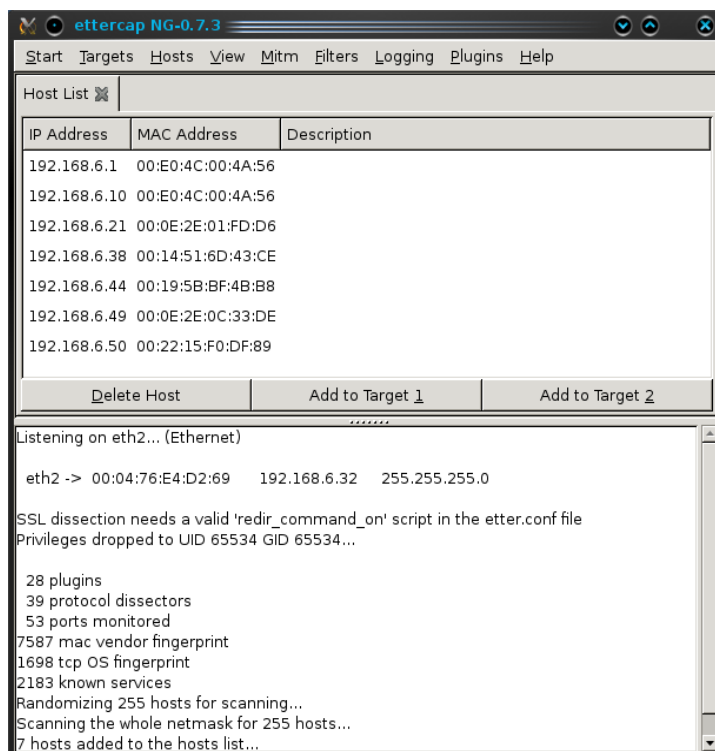 ettercap NG-0.7.3
Start Targets Hosts View Mitm Filters Logging Plugins Help
Host List
IP Address MAC Address Description
192.168.6.1 00:E0:4C:00:4A:56
192.168.6.10 00:E0:4C:00:4A:56
192.168.6.21 00:0E:2E:01:FD:D6
192.168.6.38 00:14:51:6D:43:CE
192.168.6.44 00:19:5B:BF:4B:B8
192.168.6.49 00:0E:2E:0C:33:DE
192.168.6.50 00:22:15:F0:DF:89
Delete Host Add to Target 1 Add to Target 2
Listening on eth2... (Ethernet)
eth2 -> 00:04:76:E4:D2:69 192.168.6.32 255.255.255.0
SSL dissection needs a valid 'redir_command_on' script in the etter.conf file
Privileges dropped to UID 65534 GID 65534...
28 plugins
39 protocol dissectors
53 ports monitored
7587 mac vendor fingerprint
1698 tcp OS fingerprint
2183 known services
Randomizing 255 hosts for scanning...
Scanning the whole netmask for 255 hosts...
7 hosts added to the hosts list...